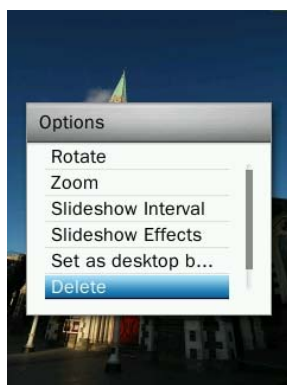 Options
Rotate
Zoom
Slideshow Interval
Slideshow Effects
Set as desktop b...
Delete